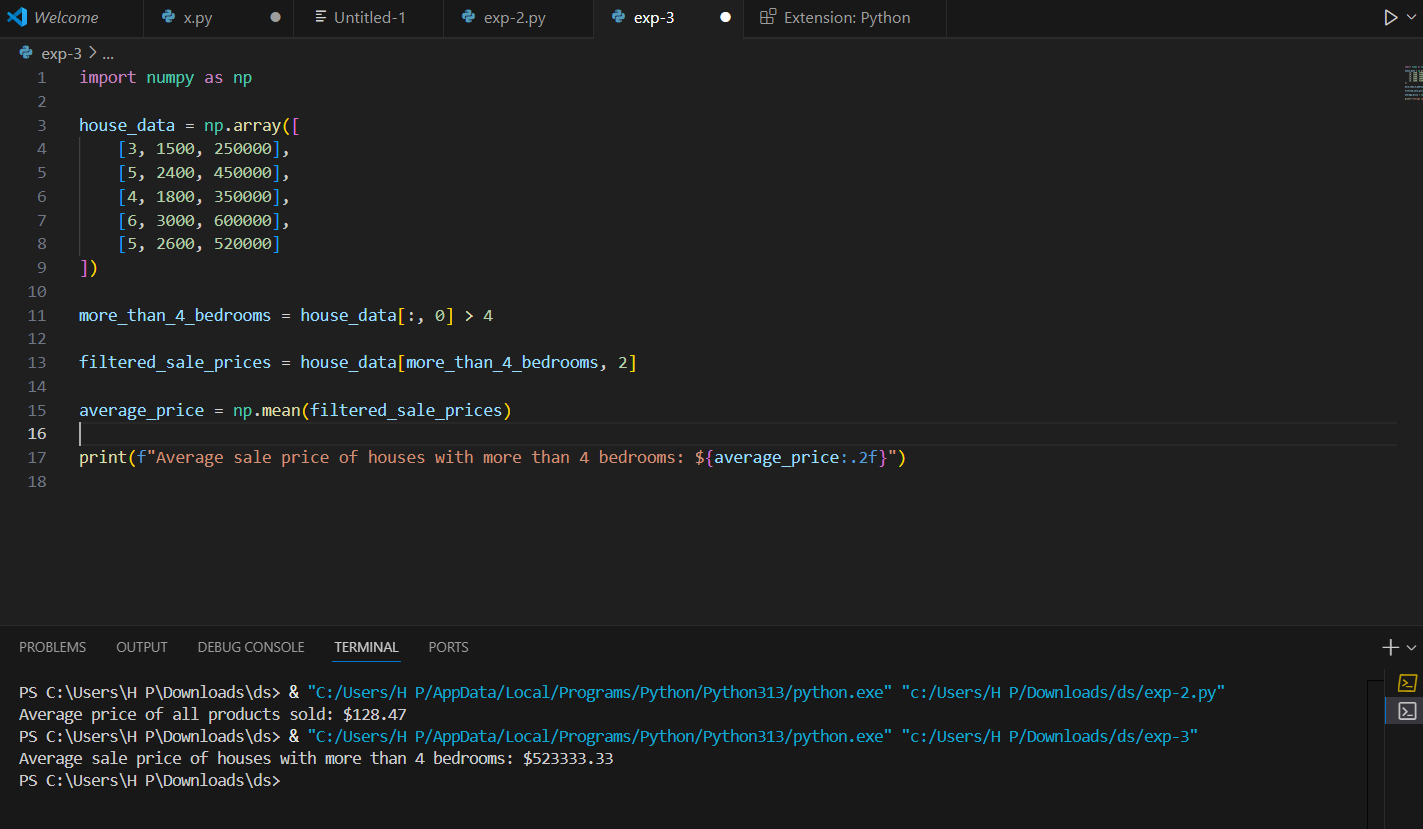 Welcome x.py Untitled-1 exp-2.py exp-3 Extension: Python
exp-3 > ...
1 import numpy as np
2
3 house_data = np.array([
4     [3, 1500, 250000],
5     [5, 2400, 450000],
6     [4, 1800, 350000],
7     [6, 3000, 600000],
8     [5, 2600, 520000]
9 ])
10
11 more_than_4_bedrooms = house_data[:, 0] > 4
12
13 filtered_sale_prices = house_data[more_than_4_bedrooms, 2]
14
15 average_price = np.mean(filtered_sale_prices)
16
17 print(f"Average sale price of houses with more than 4 bedrooms: ${average_price:.2f}")
18
PROBLEMS OUTPUT DEBUG CONSOLE TERMINAL PORTS
PS C:\Users\H P\Downloads\ds> & "C:/Users/H P/AppData/Local/Programs/Python/Python313/python.exe" "c:/Users/H P/Downloads/ds/exp-2.py"
Average price of all products sold: $128.47
PS C:\Users\H P\Downloads\ds> & "C:/Users/H P/AppData/Local/Programs/Python/Python313/python.exe" "c:/Users/H P/Downloads/ds/exp-3"
Average sale price of houses with more than 4 bedrooms: $523333.33
PS C:\Users\H P\Downloads\ds>